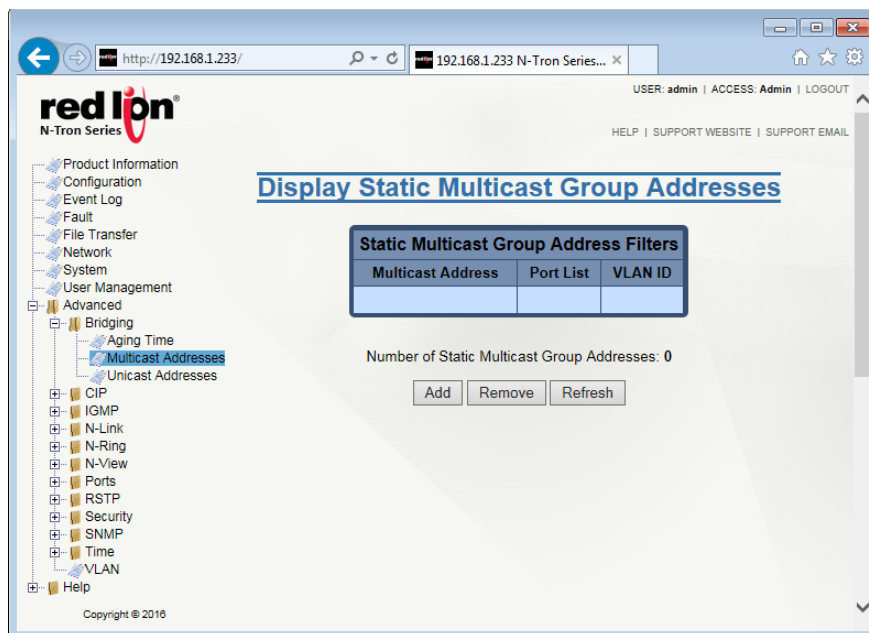 http://192.168.1.233/
192.168.1.233 N-Tron Series...
USER: admin | ACCESS: Admin | LOGOUT
red lion®
N-Tron Series
HELP | SUPPORT WEBSITE | SUPPORT EMAIL
Product Information
Configuration
Event Log
Fault
File Transfer
Network
System
User Management
Advanced
Bridging
Aging Time
Multicast Addresses
Unicast Addresses
CIP
IGMP
N-Link
N-Ring
N-View
Ports
RSTP
Security
SNMP
Time
VLAN
Help
Copyright © 2016
Display Static Multicast Group Addresses
Static Multicast Group Address Filters
Multicast Address Port List VLAN ID
Number of Static Multicast Group Addresses: 0
Add Remove Refresh